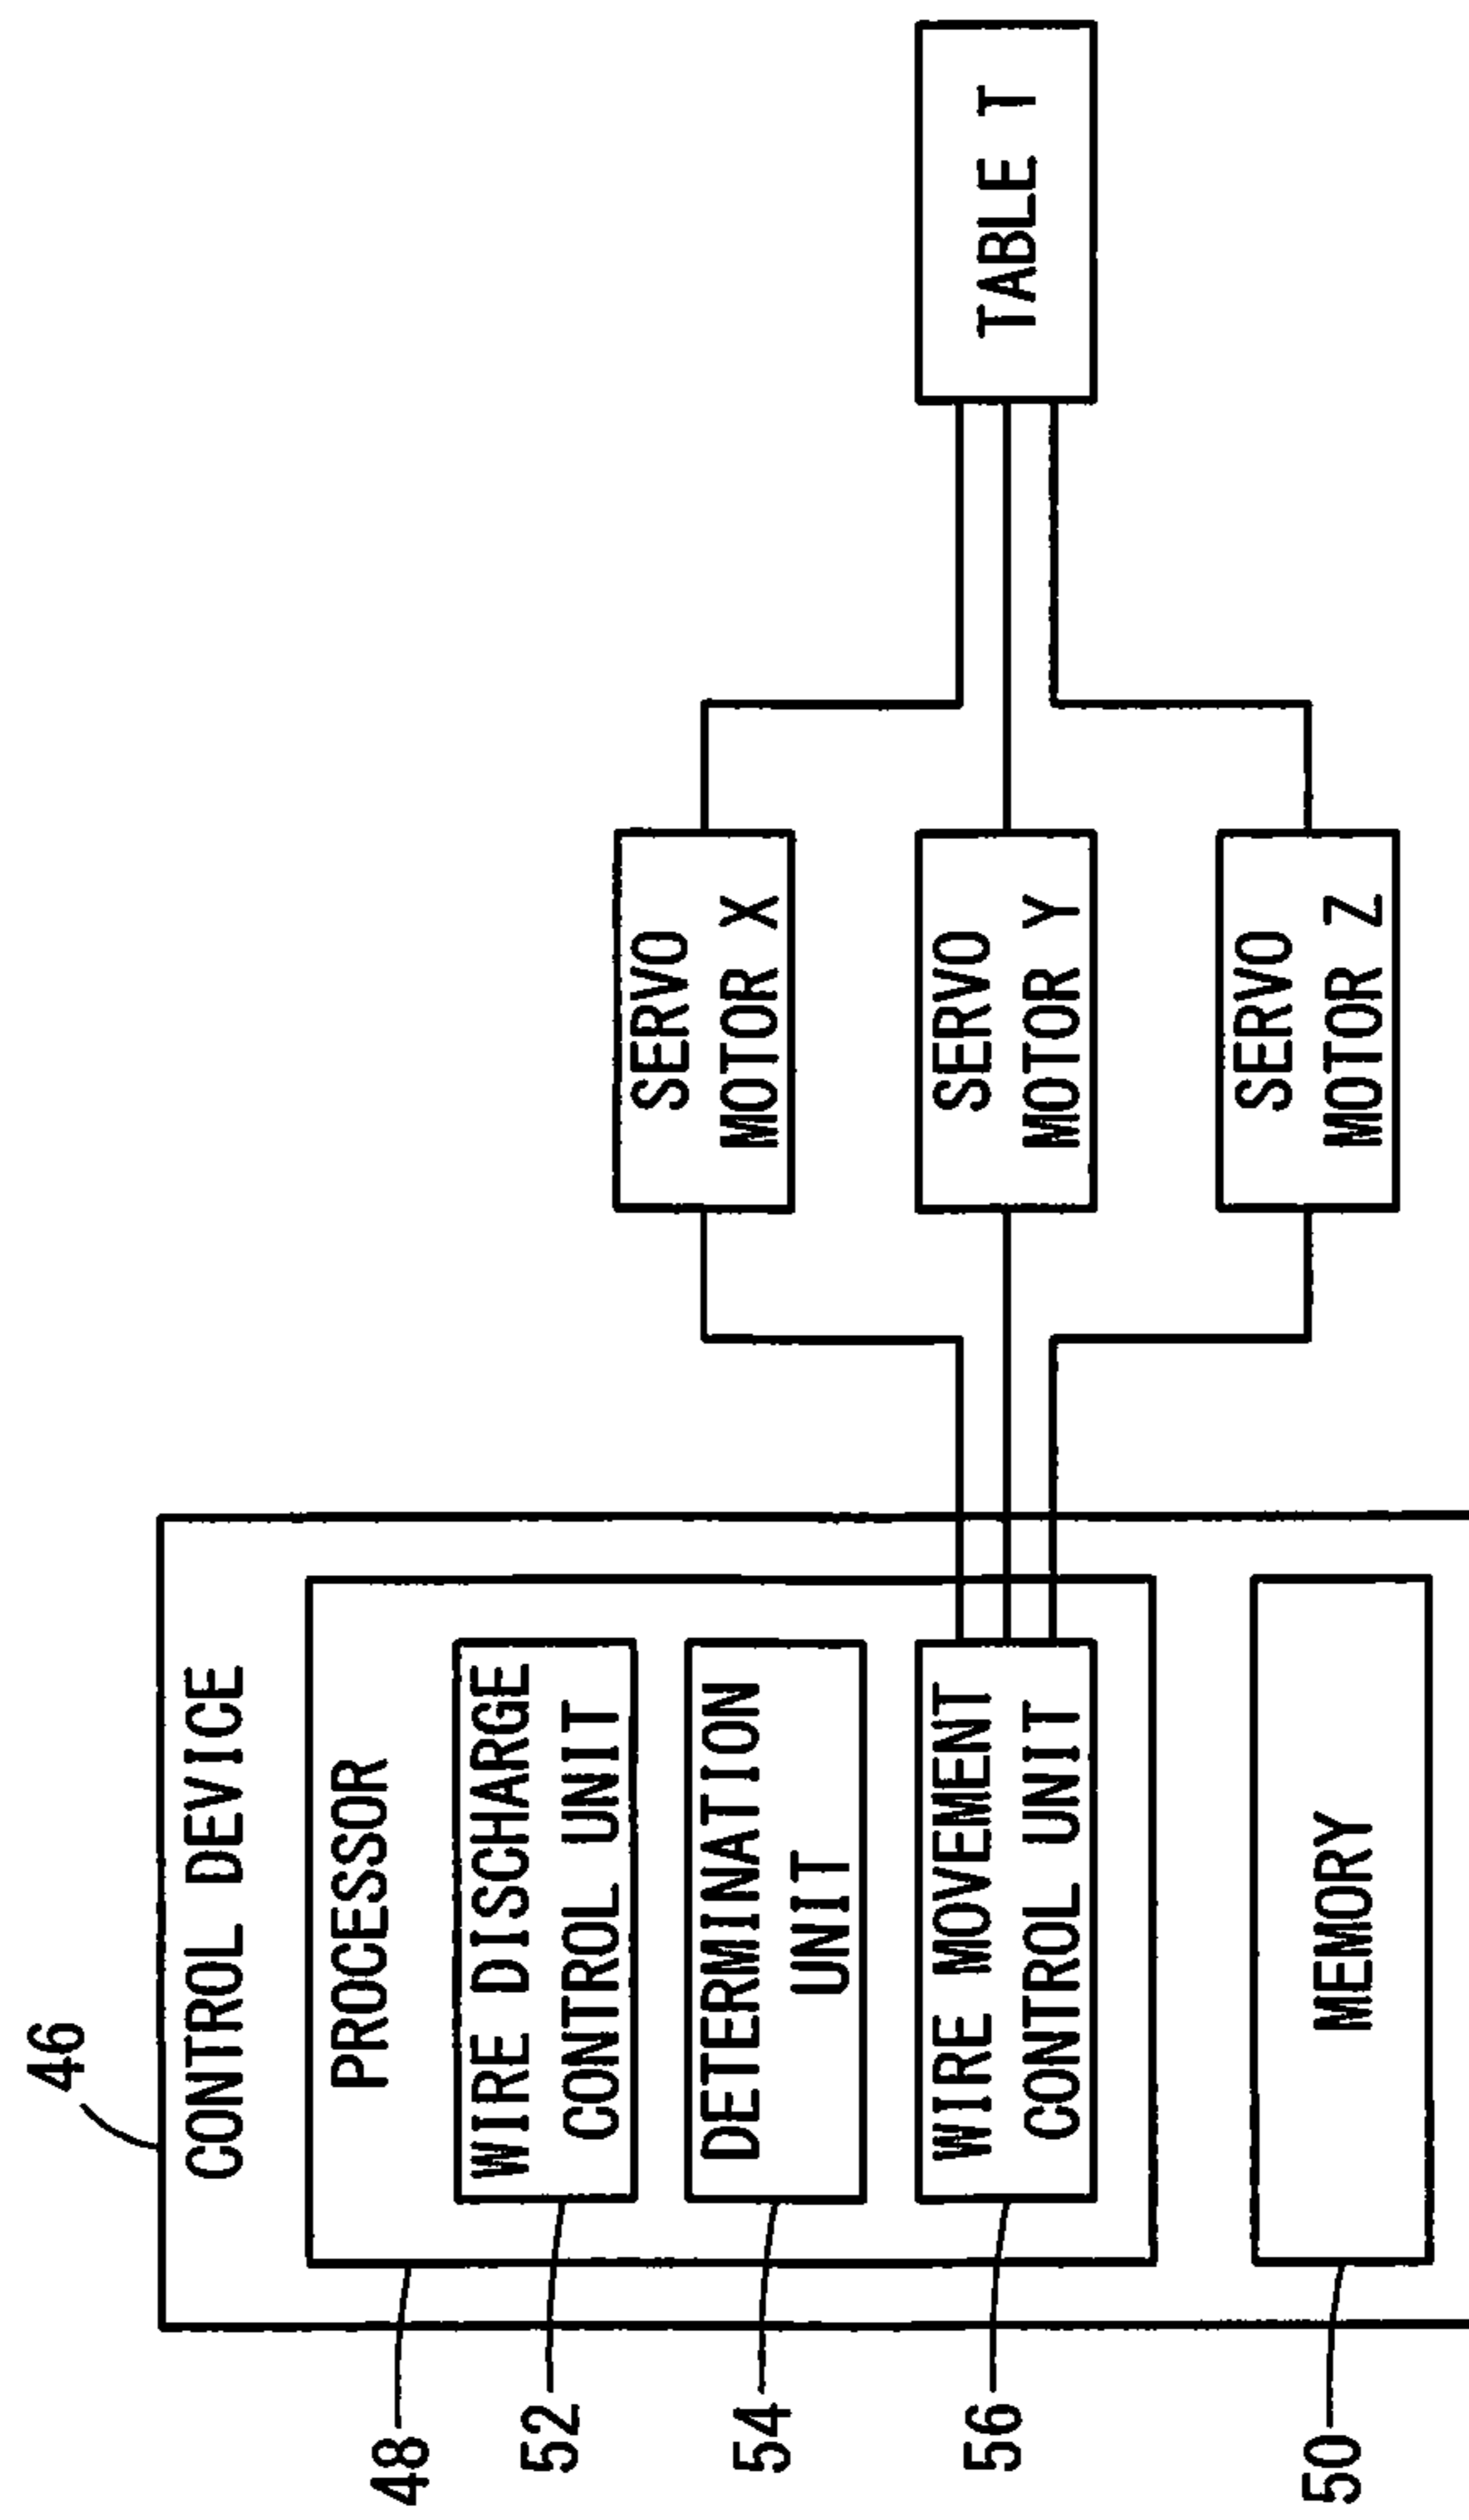 46
CONTROL DEVICE
48
PROCESSOR
52
WIRE DISCHARGE
CONTROL UNIT
54
DETERMINATION
UNIT
56
WIRE MOVEMENT
CONTROL UNIT
50
MEMORY
SERVO
MOTOR X
SERVO
MOTOR Y
SERVO
MOTOR Z
TABLE T